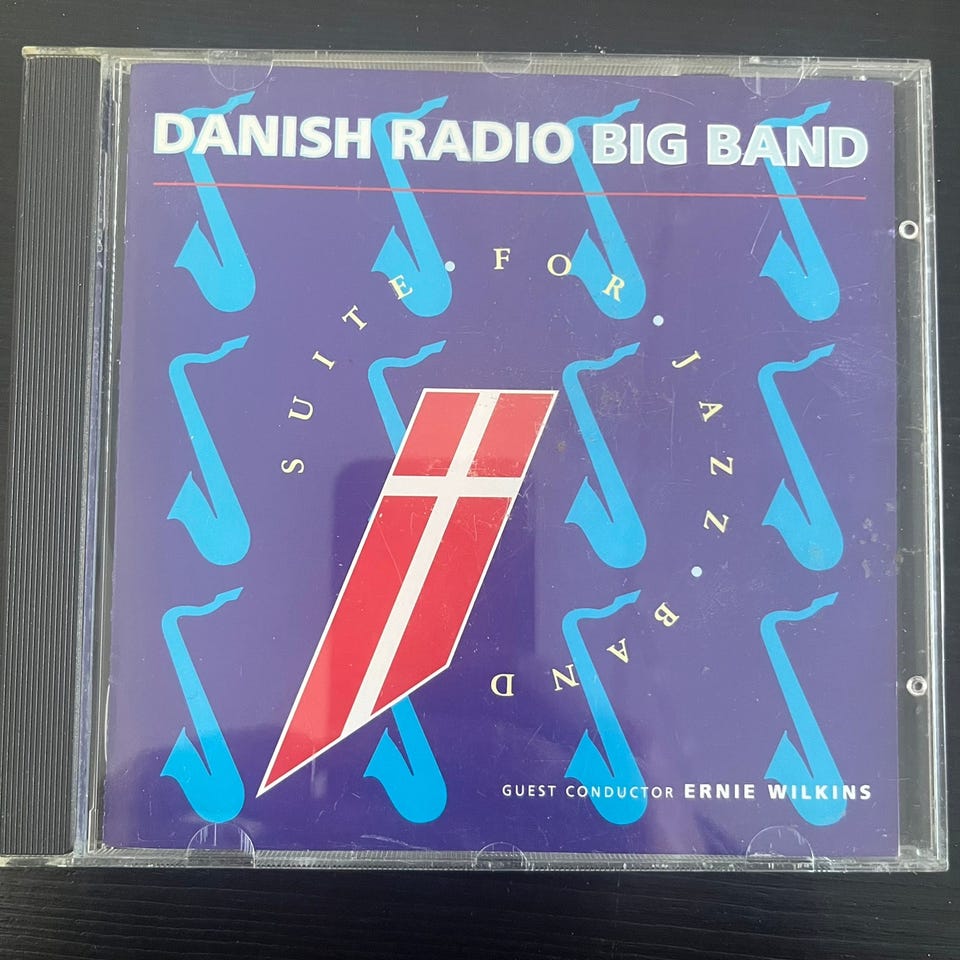 DANISH RADIO BIG BAND
SUITE · FOR · JAZZ · BAND
GUEST CONDUCTOR ERNIE WILKINS